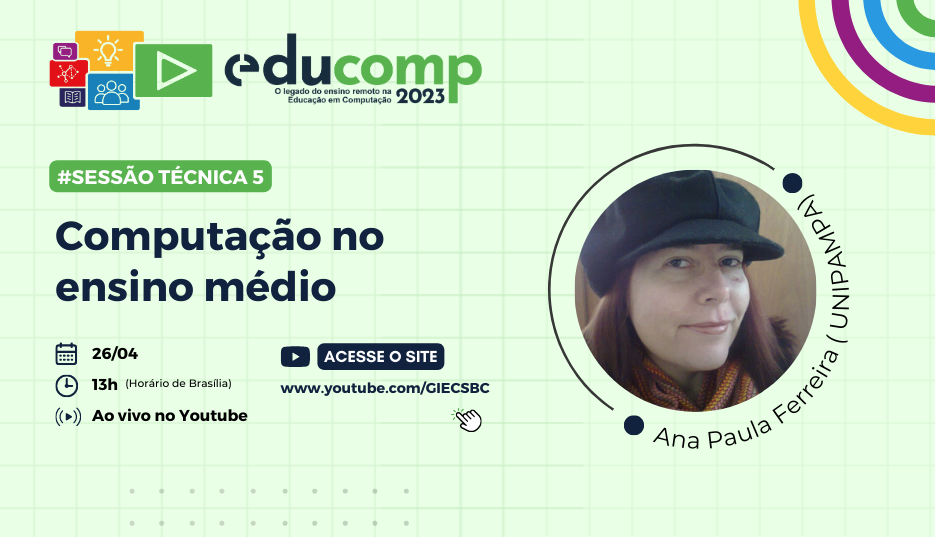 educomp
O legado do ensino remoto na
Educação em Computação
2023
#SESSÃO TÉCNICA 5
Computação no
ensino médio
26/04
13h (Horário de Brasília)
Ao vivo no Youtube
ACESSE O SITE
www.youtube.com/GIECSBC
Ana Paula Ferreira ( UNIPAMPA)